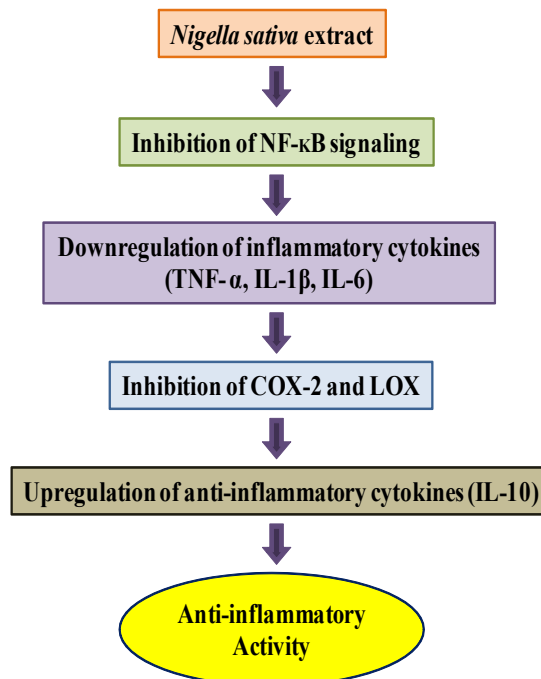 Nigella sativa extract
Inhibition of NF-κB signaling
Downregulation of inflammatory cytokines
(TNF- α, IL-1β, IL-6)
Inhibition of COX-2 and LOX
Upregulation of anti-inflammatory cytokines (IL-10)
Anti-inflammatory
Activity